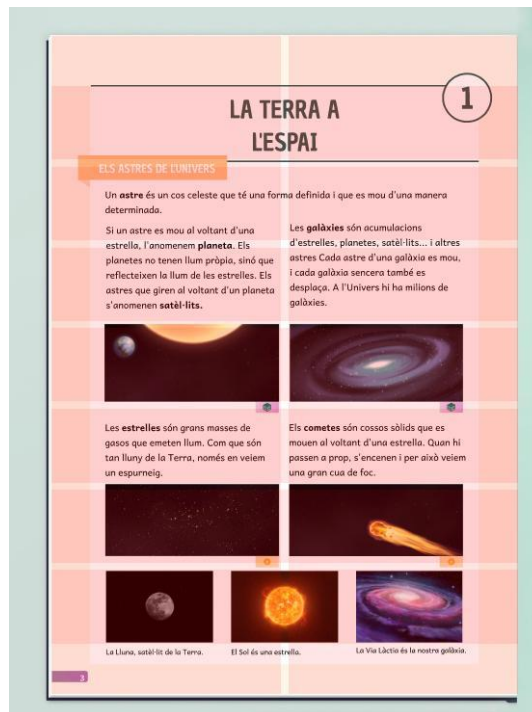 1
LA TERRA A
L'ESPAI
ELS ASTRES DE L'UNIVERS
Un astre és un cos celeste que té una forma definida i que es mou d'una manera
determinada.
Si un astre es mou al voltant d'una
estrella, l'anomenem planeta. Els
planetes no tenen llum pròpia, sinó que
reflecteixen la llum de les estrelles. Els
astres que giren al voltant d'un planeta
s'anomenen satèl·lits.
Les galàxies són acumulacions
d'estrelles, planetes, satèl·lits... i altres
astres Cada astre d'una galàxia es mou,
i cada galàxia sencera també es
desplaça. A l'Univers hi ha milions de
galàxies.
Les estrelles són grans masses de
gasos que emeten llum. Com que són
tan lluny de la Terra, només en veiem
un espurneig.
Els cometes són cossos sòlids que es
mouen al voltant d'una estrella. Quan hi
passen a prop, s'encenen i per això veiem
una gran cua de foc.
La Lluna, satèl·lit de la Terra.
El Sol és una estrella.
La Via Làctia és la nostra galàxia.
3